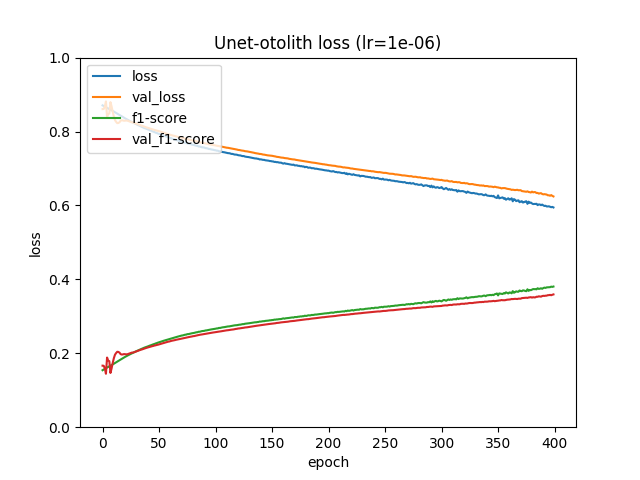 Unet-otolith loss (lr=1e-06)
loss
val_loss
f1-score
val_f1-score
1.0
0.8
0.6
0.4
0.2
0.0
loss
0 50 100 150 200 250 300 350 400
epoch